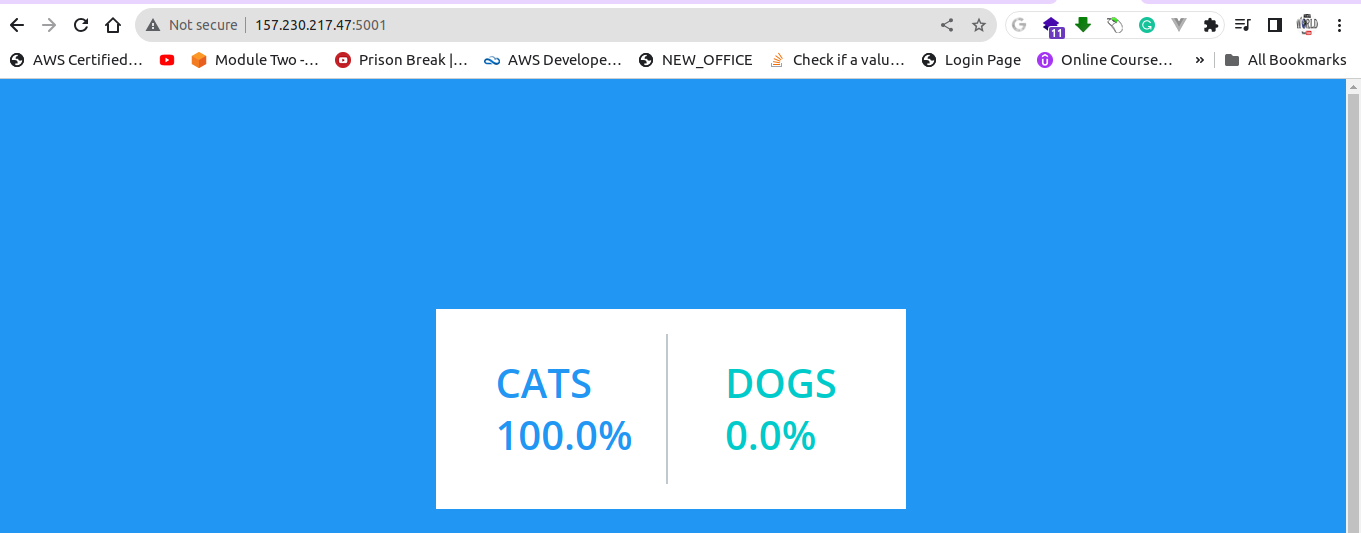 Not secure 157.230.217.47:5001
11
AWS Certified… Module Two -… Prison Break |… AWS Develope… NEW_OFFICE Check if a valu… Login Page Online Course… » All Bookmarks
CATS DOGS
100.0% 0.0%